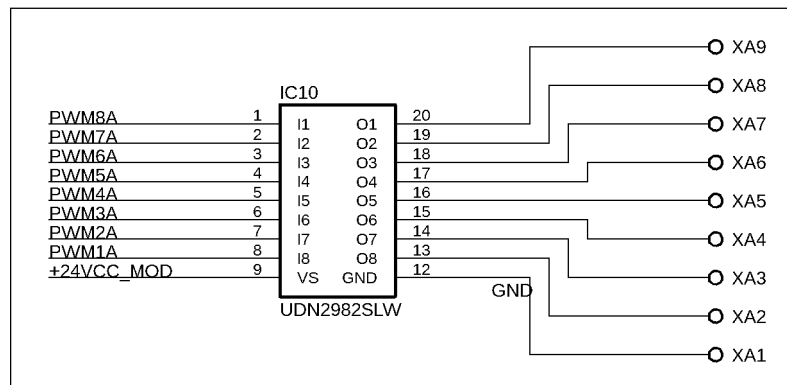 XA9
XA8
IC10
PWM8A 1 I1 O1 20 XA7
PWM7A 2 I2 O2 19
PWM6A 3 I3 O3 18 XA6
PWM5A 4 I4 O4 17
PWM4A 5 I5 O5 16 XA5
PWM3A 6 I6 O6 15
PWM2A 7 I7 O7 14 XA4
PWM1A 8 I8 O8 13
+24VCC_MOD 9 VS GND 12 XA3
GND
UDN2982SLW XA2
XA1